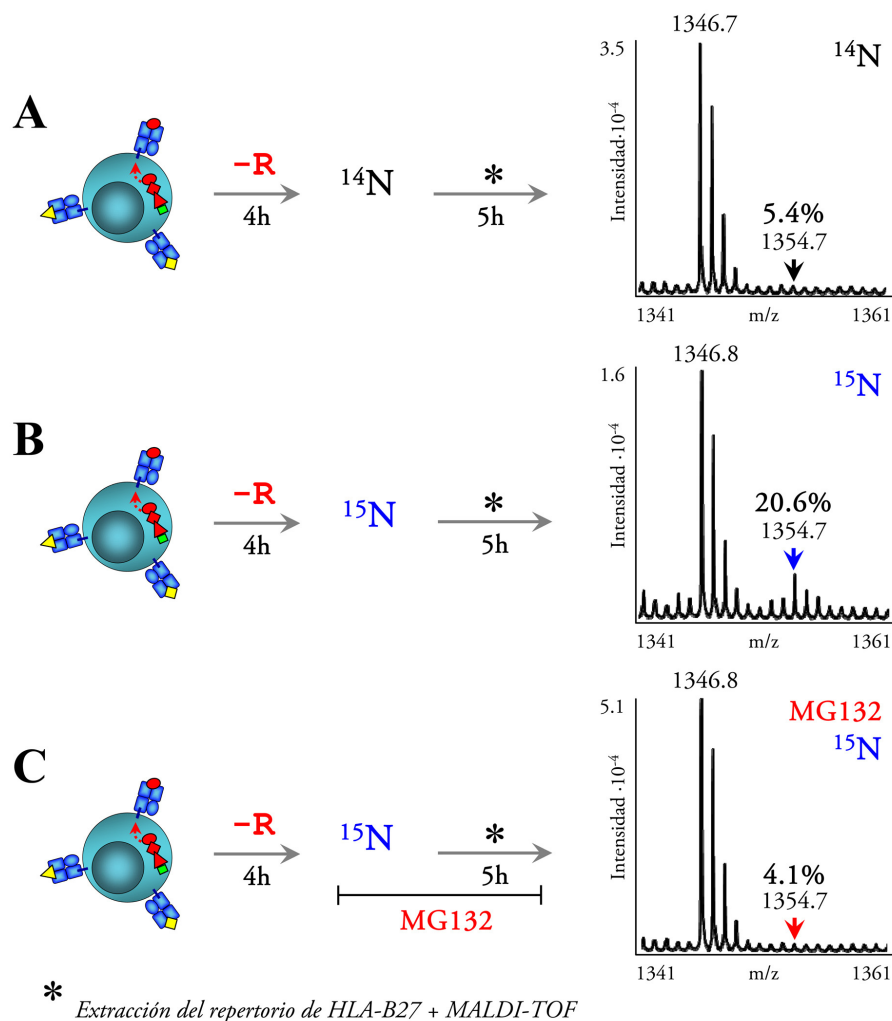 1346.7
3.5
14N
A
Intensidad·10-4
-R
14N
*
5.4%
1354.7
4h
5h
1341 m/z 1361
1346.8
1.6
15N
B
Intensidad ·10-4
-R
15N
*
20.6%
1354.7
4h
5h
1341 m/z 1361
1346.8
5.1
MG132
15N
C
Intensidad ·10-4
-R
15N
*
4.1%
1354.7
4h
5h
MG132
1341 m/z 1361
* Extracción del repertorio de HLA-B27 + MALDI-TOF